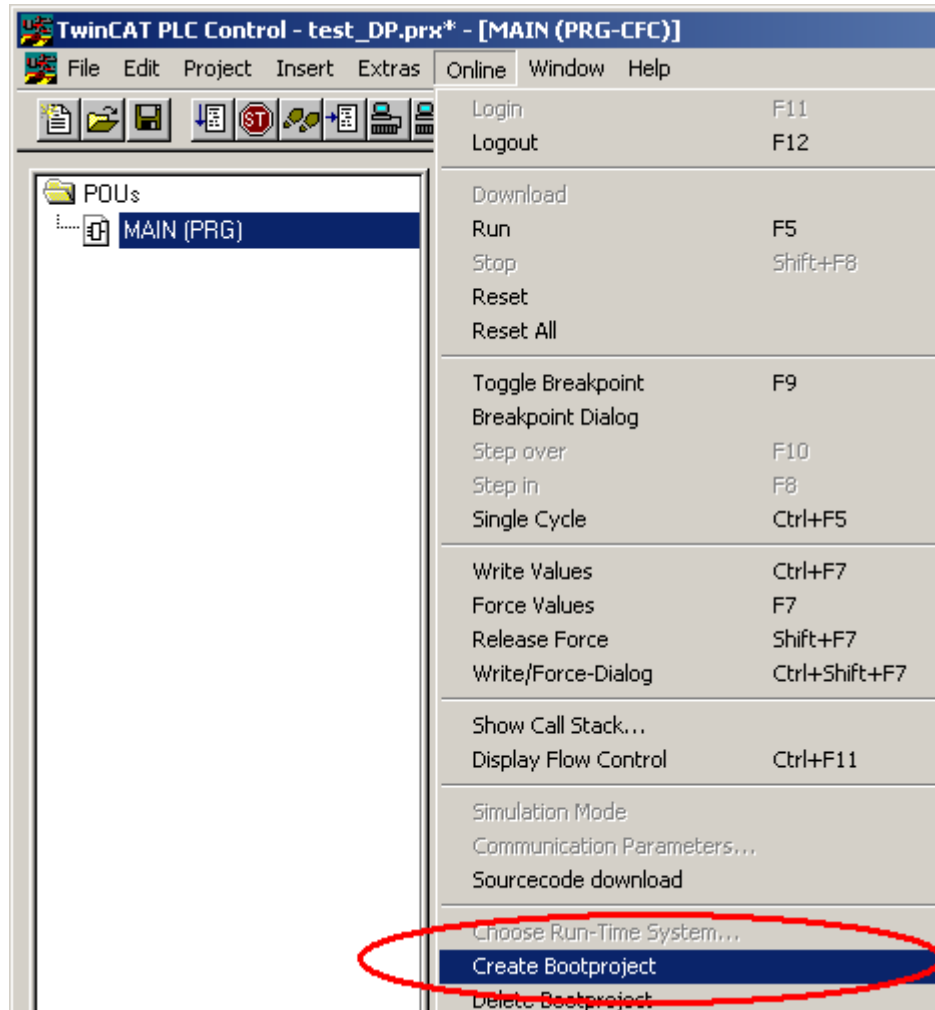 TwinCAT PLC Control - test_DP.prx* - [MAIN (PRG-CFC)]
File Edit Project Insert Extras Online Window Help
POUs
MAIN (PRG)
Login F11
Logout F12
Download
Run F5
Stop Shift+F8
Reset
Reset All
Toggle Breakpoint F9
Breakpoint Dialog
Step over F10
Step in F8
Single Cycle Ctrl+F5
Write Values Ctrl+F7
Force Values F7
Release Force Shift+F7
Write/Force-Dialog Ctrl+Shift+F7
Show Call Stack...
Display Flow Control Ctrl+F11
Simulation Mode
Communication Parameters...
Sourcecode download
Choose Run-Time System...
Create Bootproject
Delete Bootproject